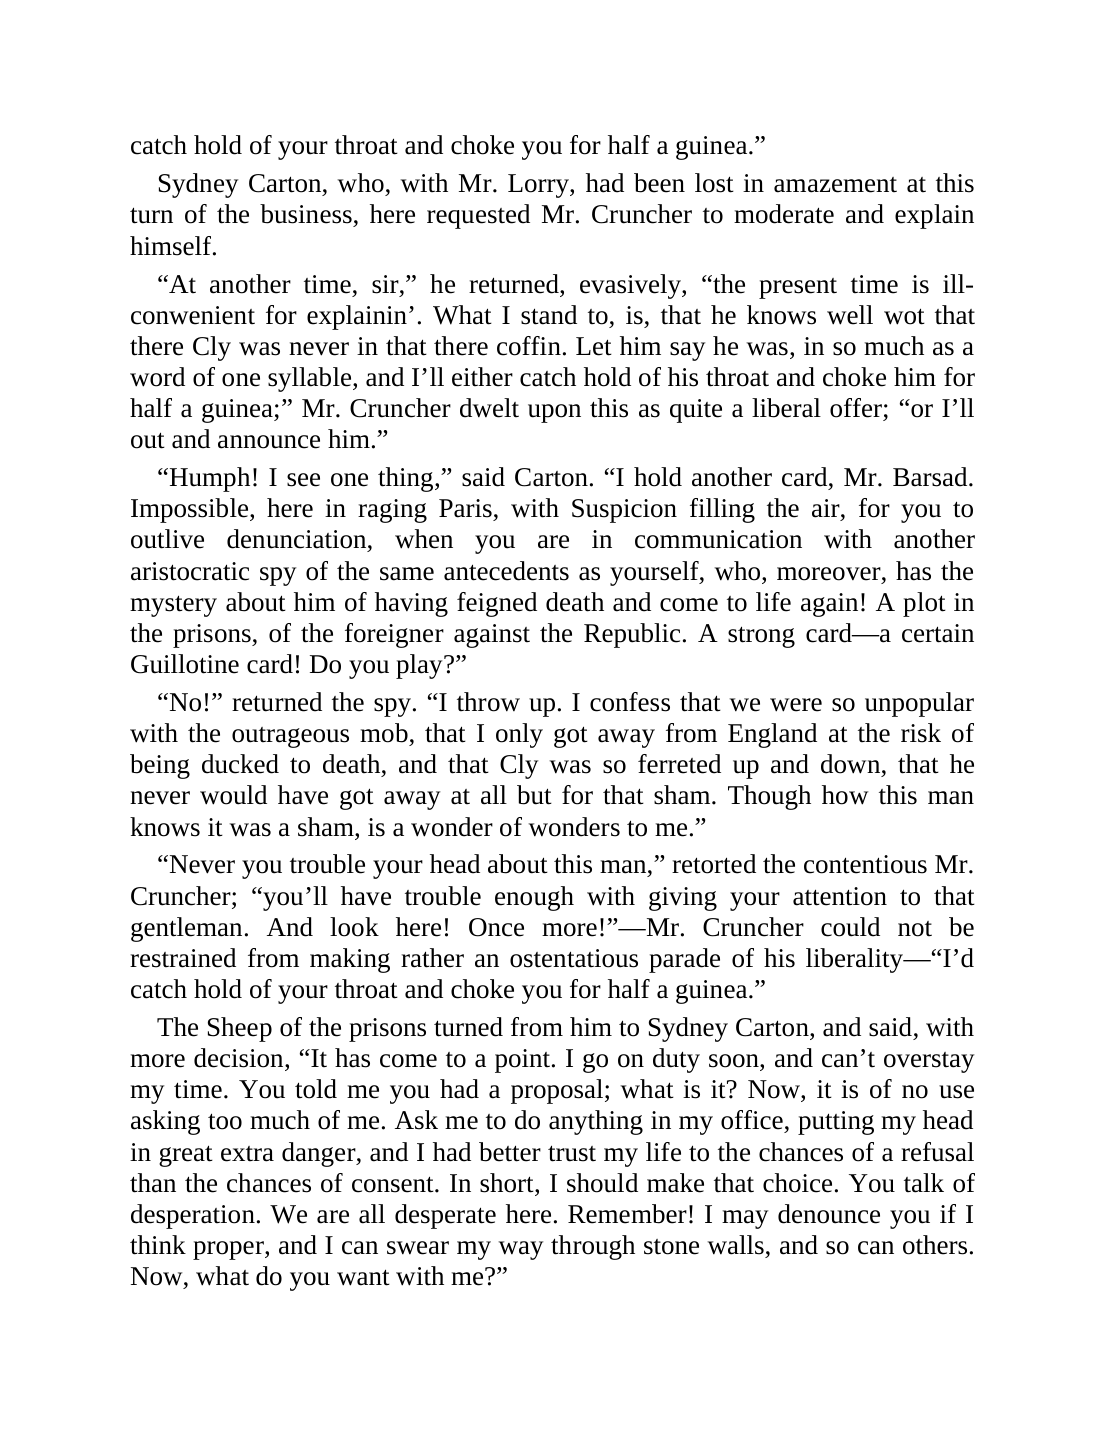 catch hold of your throat and choke you for half a guinea.”
Sydney Carton, who, with Mr. Lorry, had been lost in amazement at this
turn of the business, here requested Mr. Cruncher to moderate and explain
himself.
“At another time, sir,” he returned, evasively, “the present time is ill-
conwenient for explainin’. What I stand to, is, that he knows well wot that
there Cly was never in that there coffin. Let him say he was, in so much as a
word of one syllable, and I’ll either catch hold of his throat and choke him for
half a guinea;” Mr. Cruncher dwelt upon this as quite a liberal offer; “or I’ll
out and announce him.”
“Humph! I see one thing,” said Carton. “I hold another card, Mr. Barsad.
Impossible, here in raging Paris, with Suspicion filling the air, for you to
outlive denunciation, when you are in communication with another
aristocratic spy of the same antecedents as yourself, who, moreover, has the
mystery about him of having feigned death and come to life again! A plot in
the prisons, of the foreigner against the Republic. A strong card—a certain
Guillotine card! Do you play?”
“No!” returned the spy. “I throw up. I confess that we were so unpopular
with the outrageous mob, that I only got away from England at the risk of
being ducked to death, and that Cly was so ferreted up and down, that he
never would have got away at all but for that sham. Though how this man
knows it was a sham, is a wonder of wonders to me.”
“Never you trouble your head about this man,” retorted the contentious Mr.
Cruncher; “you’ll have trouble enough with giving your attention to that
gentleman. And look here! Once more!”—Mr. Cruncher could not be
restrained from making rather an ostentatious parade of his liberality—“I’d
catch hold of your throat and choke you for half a guinea.”
The Sheep of the prisons turned from him to Sydney Carton, and said, with
more decision, “It has come to a point. I go on duty soon, and can’t overstay
my time. You told me you had a proposal; what is it? Now, it is of no use
asking too much of me. Ask me to do anything in my office, putting my head
in great extra danger, and I had better trust my life to the chances of a refusal
than the chances of consent. In short, I should make that choice. You talk of
desperation. We are all desperate here. Remember! I may denounce you if I
think proper, and I can swear my way through stone walls, and so can others.
Now, what do you want with me?”